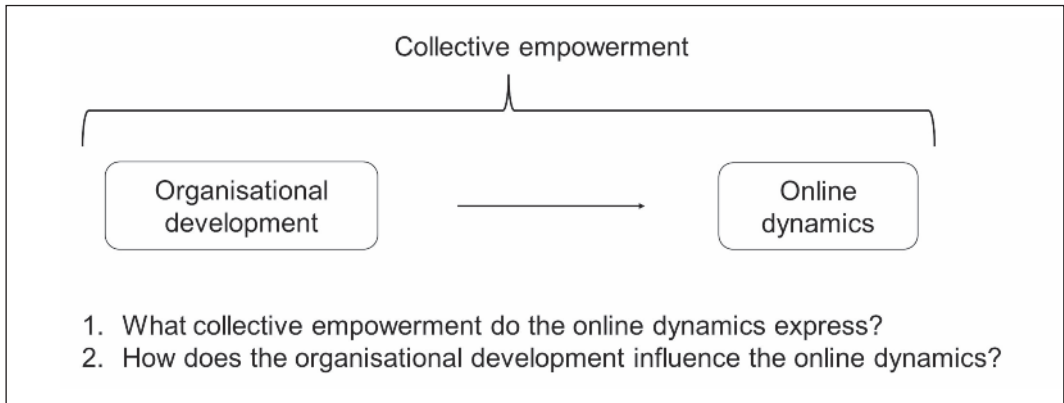 Collective empowerment
Organisational
development
Online
dynamics
1. What collective empowerment do the online dynamics express?
2. How does the organisational development influence the online dynamics?